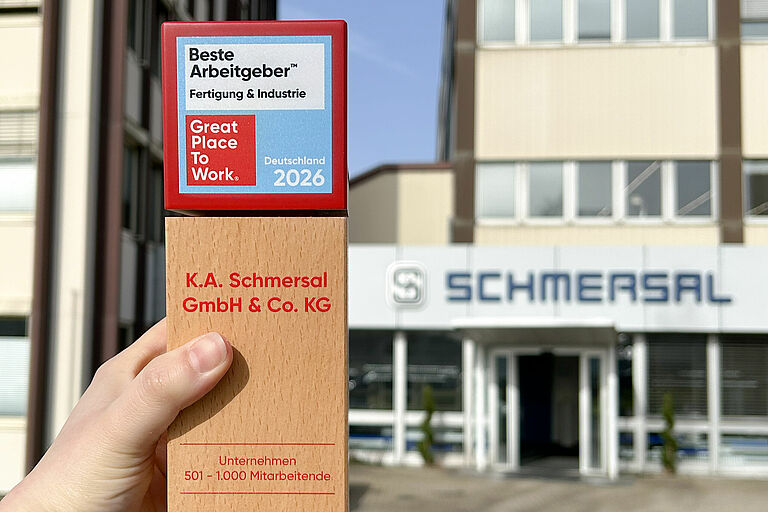 Beste
Arbeitgeber™
Fertigung & Industrie
Great
Place
To
Work®
Deutschland
2026
K.A. Schmersal
GmbH & Co. KG
Unternehmen
501 - 1.000 Mitarbeitende
SCHMERSAL